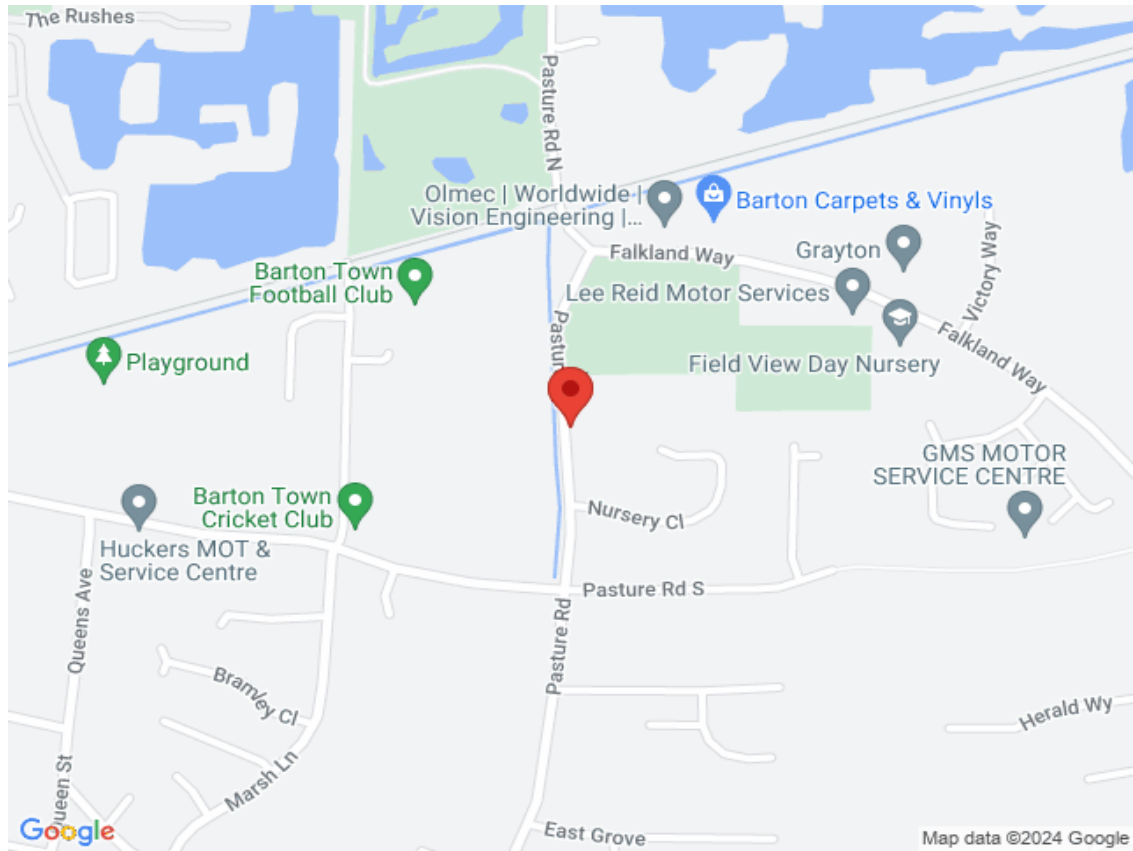 The Rushes
Pasture Rd N
Olmec | Worldwide |
Vision Engineering |...
Barton Carpets & Vinyls
Grayton
Victory Way
Falkland Way
Barton Town
Football Club
Lee Reid Motor Services
Playground
Field View Day Nursery
Falkland Way
GMS MOTOR
SERVICE CENTRE
Barton Town
Cricket Club
Nursery Cl
Huckers MOT &
Service Centre
Pasture Rd S
Queens Ave
Pasture Rd
Herald Wy
Marsh Ln
Queen St
East Grove
Google
Map data ©2024 Google